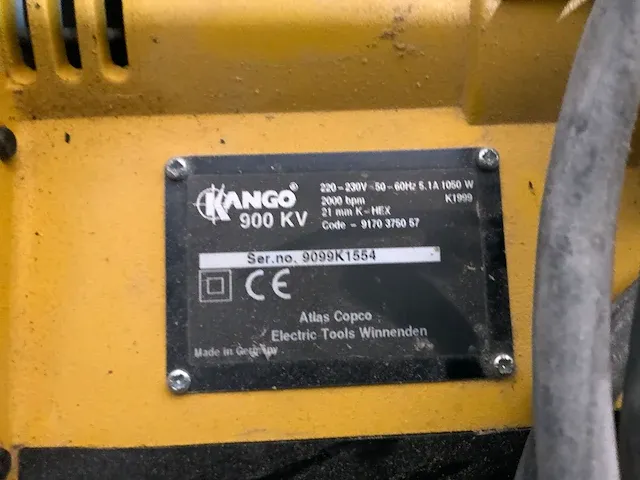 KANGO®
900 KV
220-230V-50-60Hz 5.1A 1050 W
2000 bpm K1999
21 mm K-HEX
Code - 9170 3750 57
Ser.no. 9099K1554
CE
Atlas Copco
Electric Tools Winnenden
Made in Germany